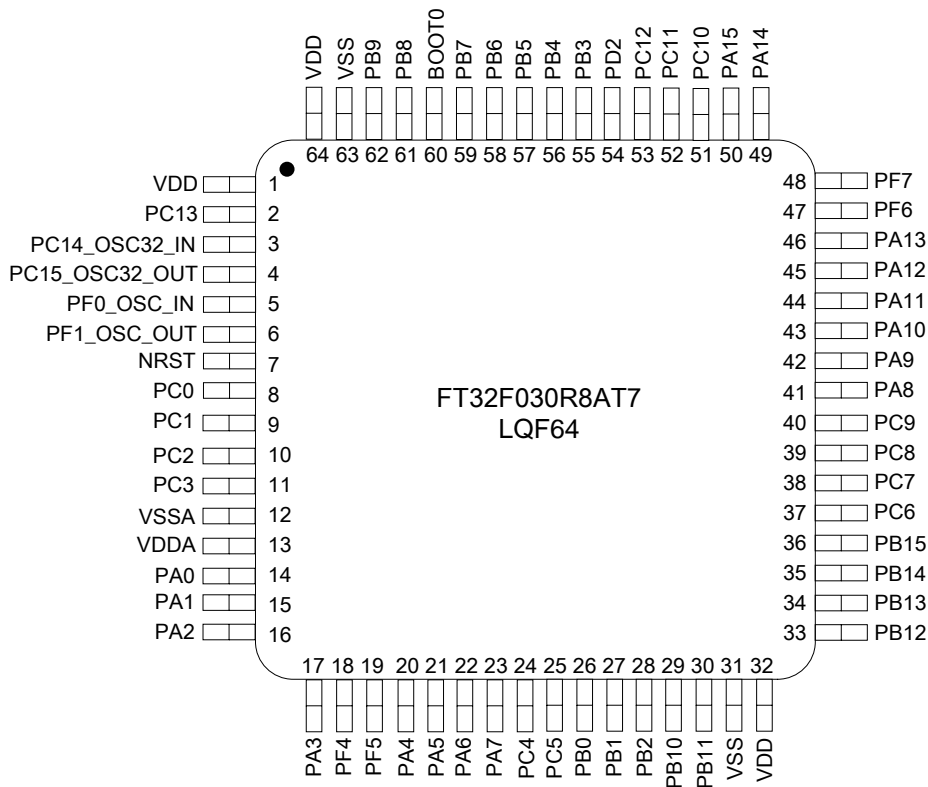 VDD
VSS
PB9
PB8
BOOT0
PB7
PB6
PB5
PB4
PB3
PD2
PC12
PC11
PC10
PA15
PA14
64 63 62 61 60 59 58 57 56 55 54 53 52 51 50 49
VDD 1
PC13 2
PC14_OSC32_IN 3
PC15_OSC32_OUT 4
PF0_OSC_IN 5
PF1_OSC_OUT 6
NRST 7
PC0 8
PC1 9
PC2 10
PC3 11
VSSA 12
VDDA 13
PA0 14
PA1 15
PA2 16
FT32F030R8AT7
LQF64
48 PF7
47 PF6
46 PA13
45 PA12
44 PA11
43 PA10
42 PA9
41 PA8
40 PC9
39 PC8
38 PC7
37 PC6
36 PB15
35 PB14
34 PB13
33 PB12
17 18 19 20 21 22 23 24 25 26 27 28 29 30 31 32
PA3
PF4
PF5
PA4
PA5
PA6
PA7
PC4
PC5
PB0
PB1
PB2
PB10
PB11
VSS
VDD